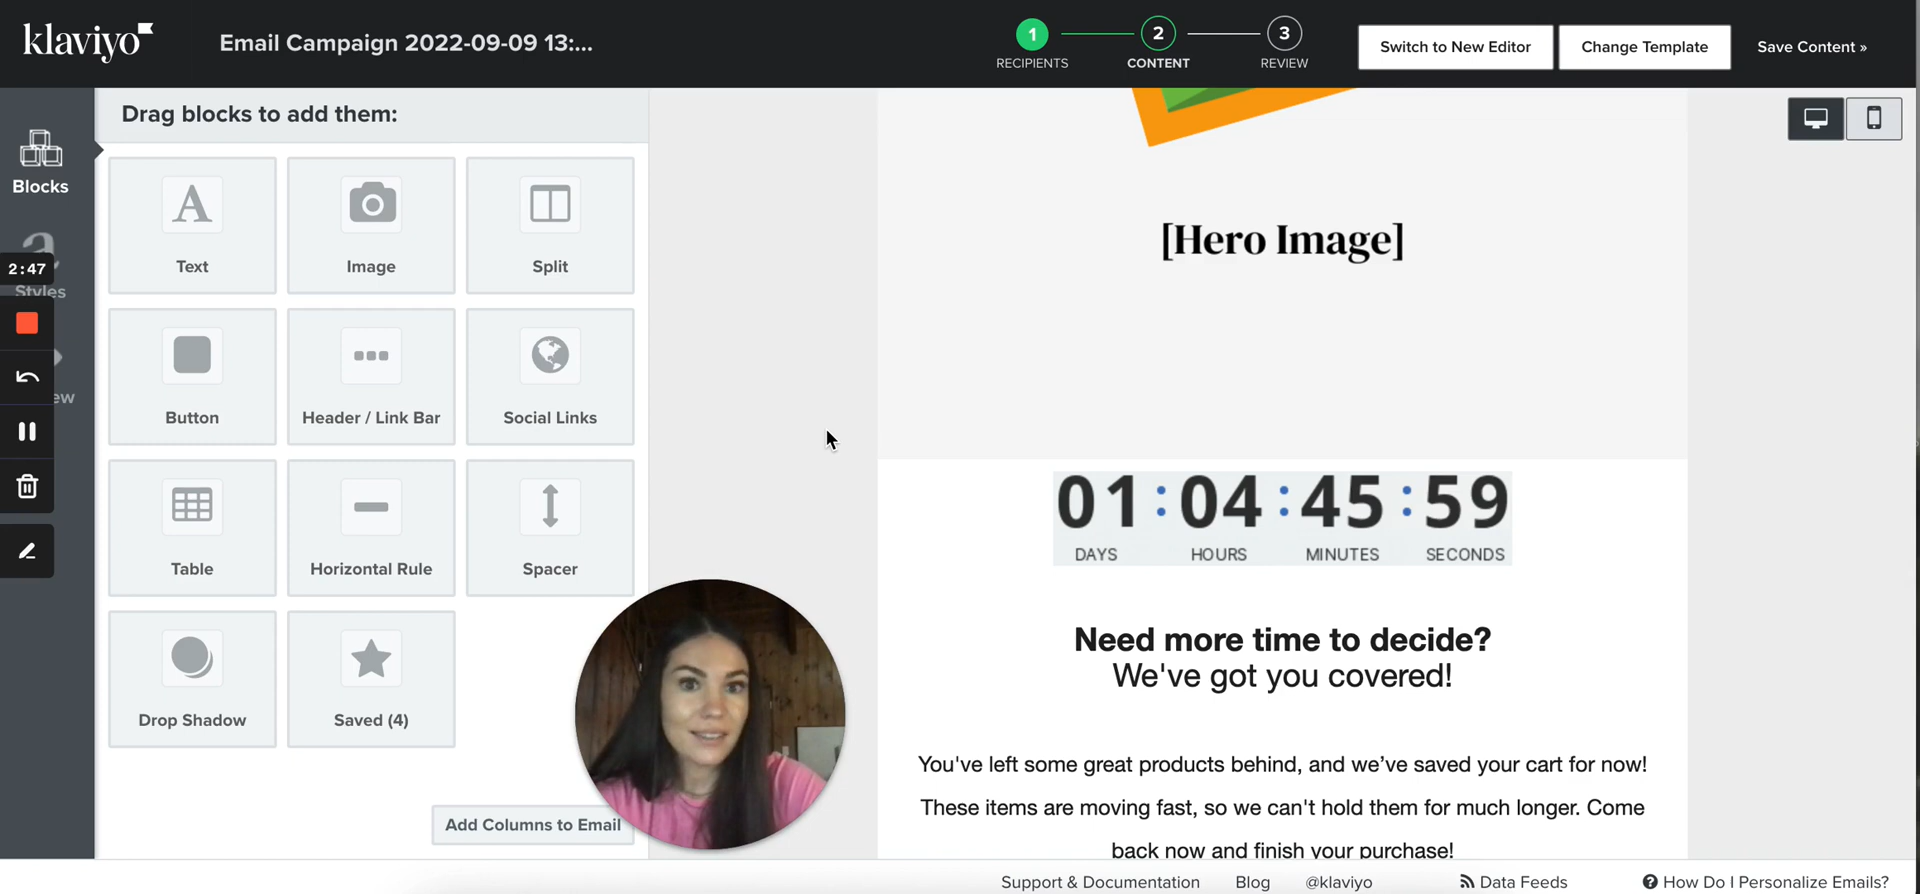 klaviyo
Email Campaign 2022-09-09 13:...
1
RECIPIENTS
2
CONTENT
3
REVIEW
Switch to New Editor
Change Template
Save Content »
Drag blocks to add them:
Blocks
2:47
Styles
ew
Text
Image
Split
Button
Header / Link Bar
Social Links
Table
Horizontal Rule
Spacer
Drop Shadow
Saved (4)
Add Columns to Email
[Hero Image]
01:04:45:59
DAYS HOURS MINUTES SECONDS
Need more time to decide?
We've got you covered!
You've left some great products behind, and we’ve saved your cart for now!
These items are moving fast, so we can't hold them for much longer. Come
back now and finish your purchase!
Support & Documentation
Blog
@klaviyo
Data Feeds
How Do I Personalize Emails?